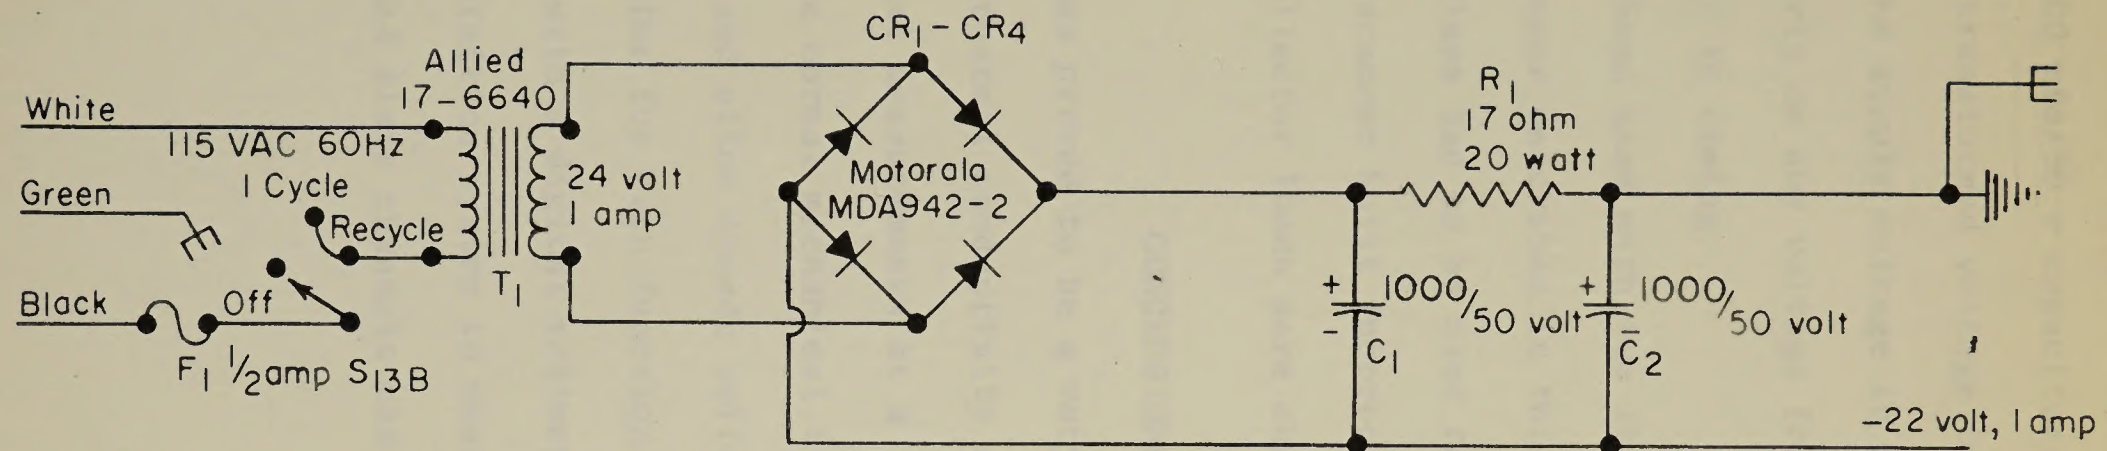 CR1 – CR4
Allied
17-6640
White
115 VAC 60Hz
1 Cycle
Green
Recycle
T1
24 volt
1 amp
Motorala
MDA942-2
R1
17 ohm
20 watt
Black
Off
F1 1/2amp S13B
+ 1000/50 volt
-
C1
+ 1000/50 volt
-
C2
-22 volt, 1 amp